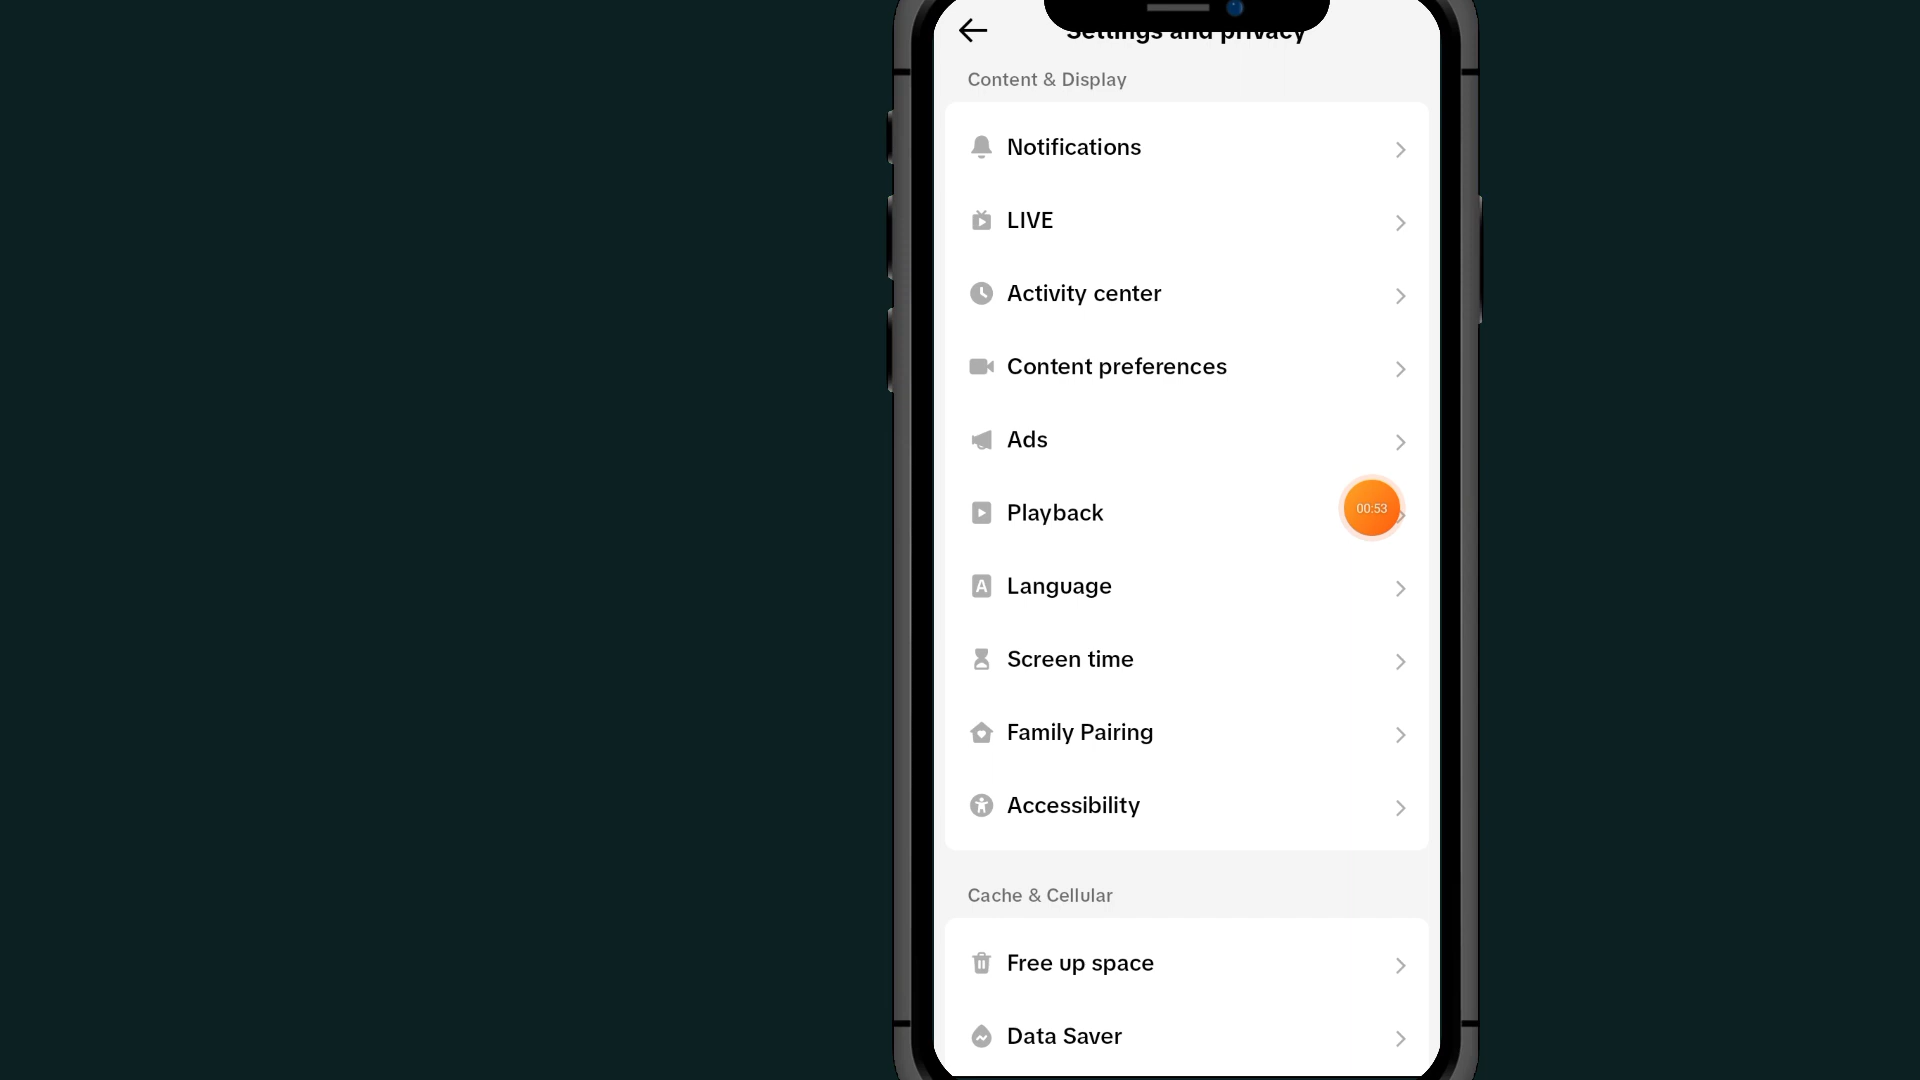 Settings and privacy
Content & Display
Notifications
LIVE
Activity center
Content preferences
Ads
Playback
00:53
Language
Screen time
Family Pairing
Accessibility
Cache & Cellular
Free up space
Data Saver